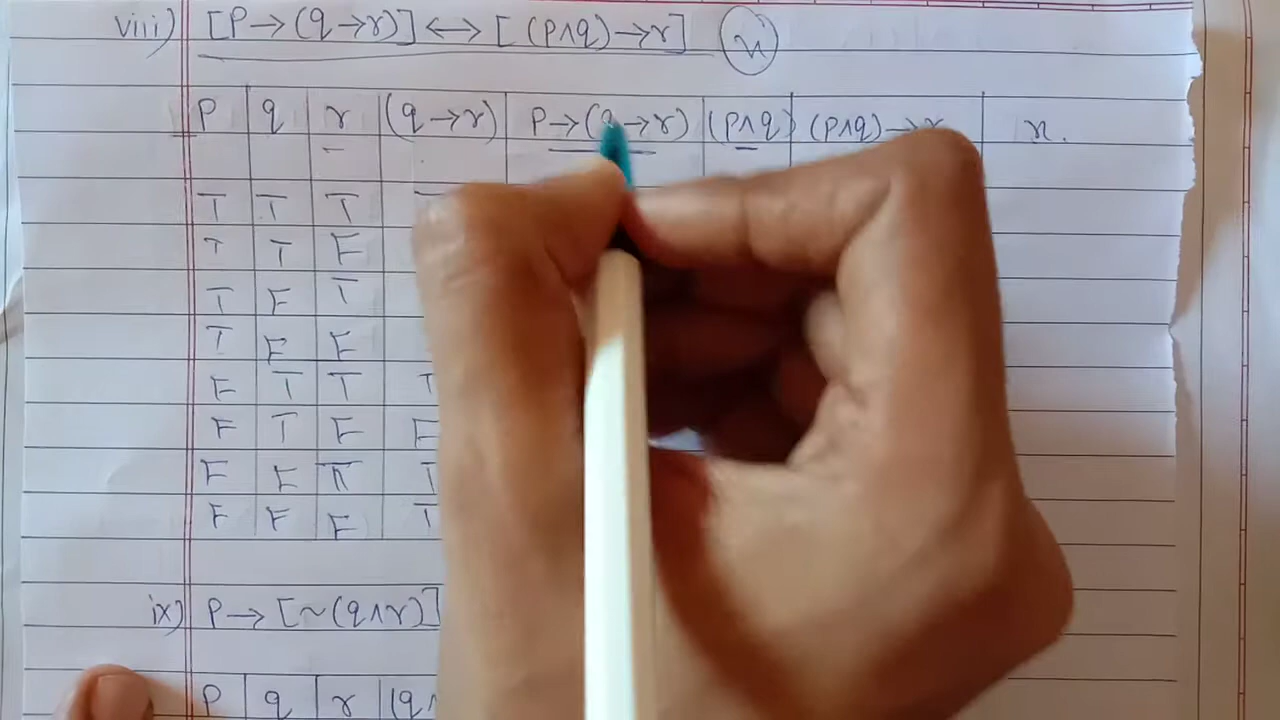 viii) [P→(q→r)]↔[(p∧q)→r] x
P q r (q→r) P→(q→r) (p∧q) (p∧q)→r x.
T T T T
T T F
T F T
T F F
F T T T
F T F F
F F T T
F F F T
ix) P→[~(q∧r)]
P q r (q∧